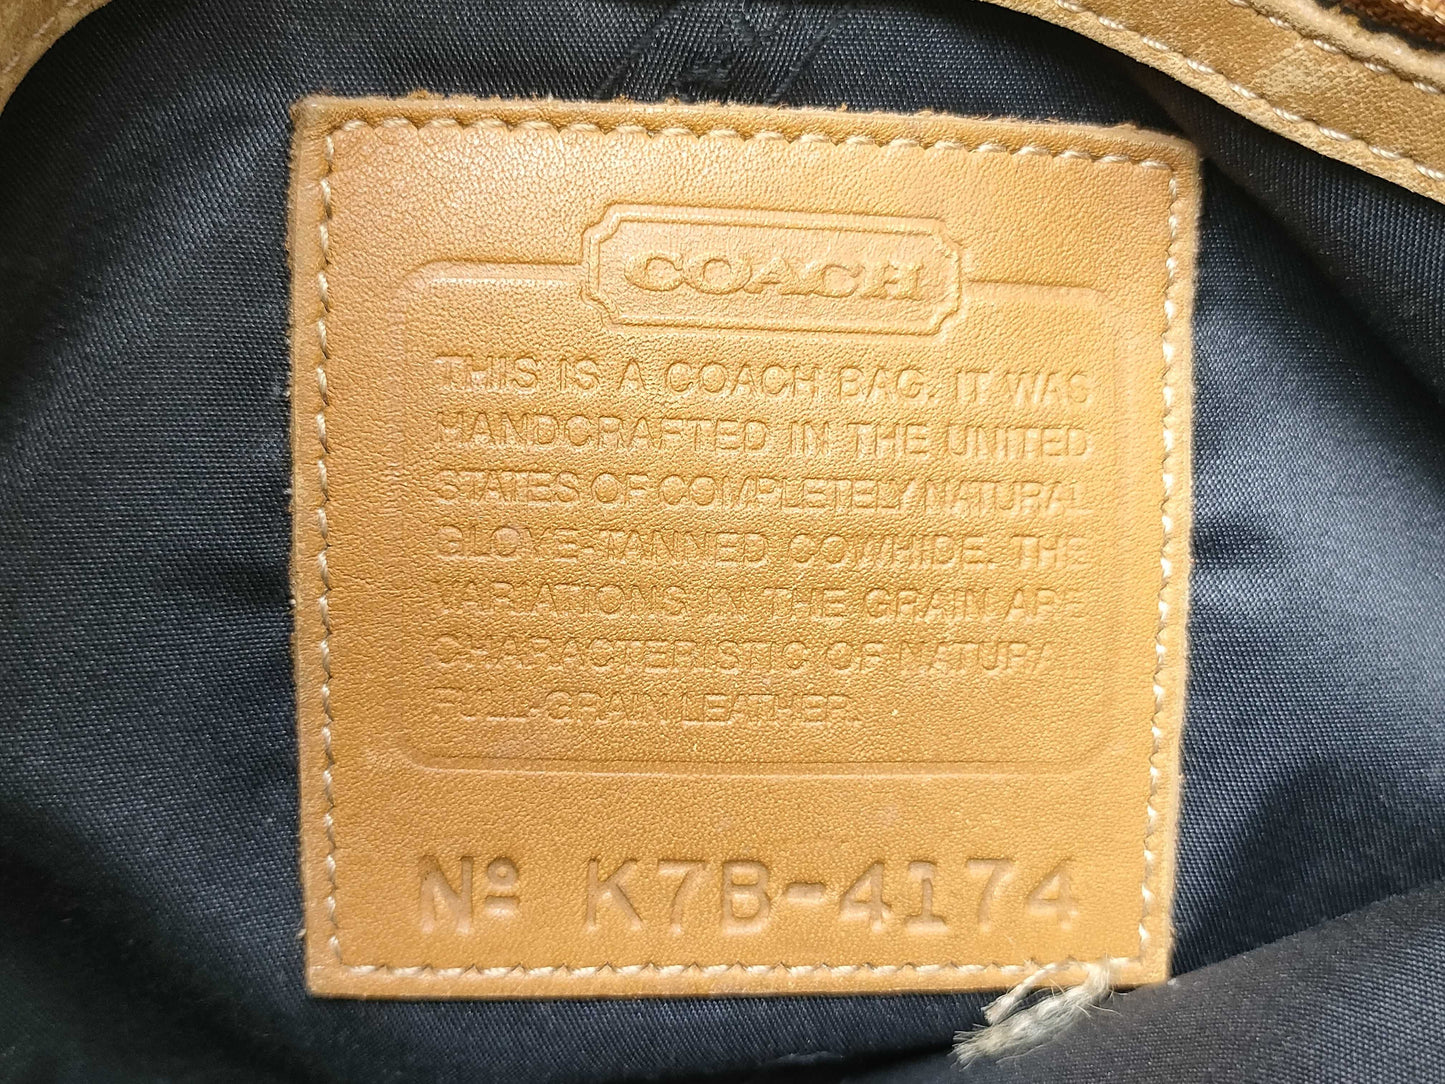 COACH
THIS IS A COACH BAG. IT WAS
HANDCRAFTED IN THE UNITED
STATES OF COMPLETELY NATURAL
GLOVE-TANNED COWHIDE. THE
VARIATIONS IN THE GRAIN ARE
CHARACTERISTIC OF NATURAL
FULL-GRAIN LEATHER.
Nº K7B-4174